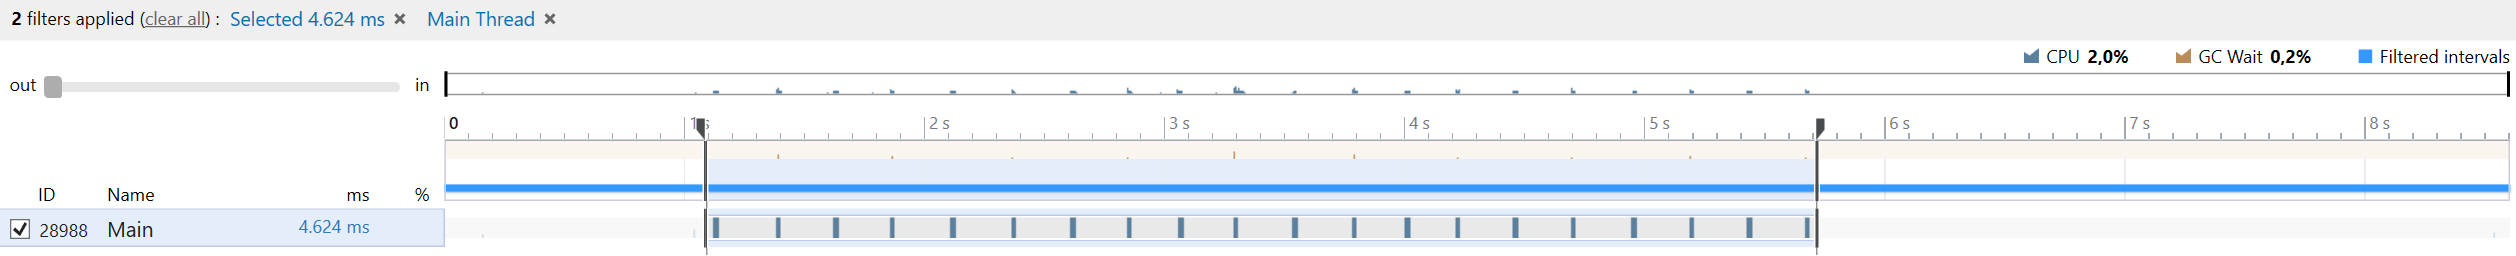 2 filters applied (clear all) : Selected 4.624 ms × Main Thread ×
CPU 2,0% GC Wait 0,2% Filtered intervals
out in
0 1 s 2 s 3 s 4 s 5 s 6 s 7 s 8 s
ID Name ms %
28988 Main 4.624 ms